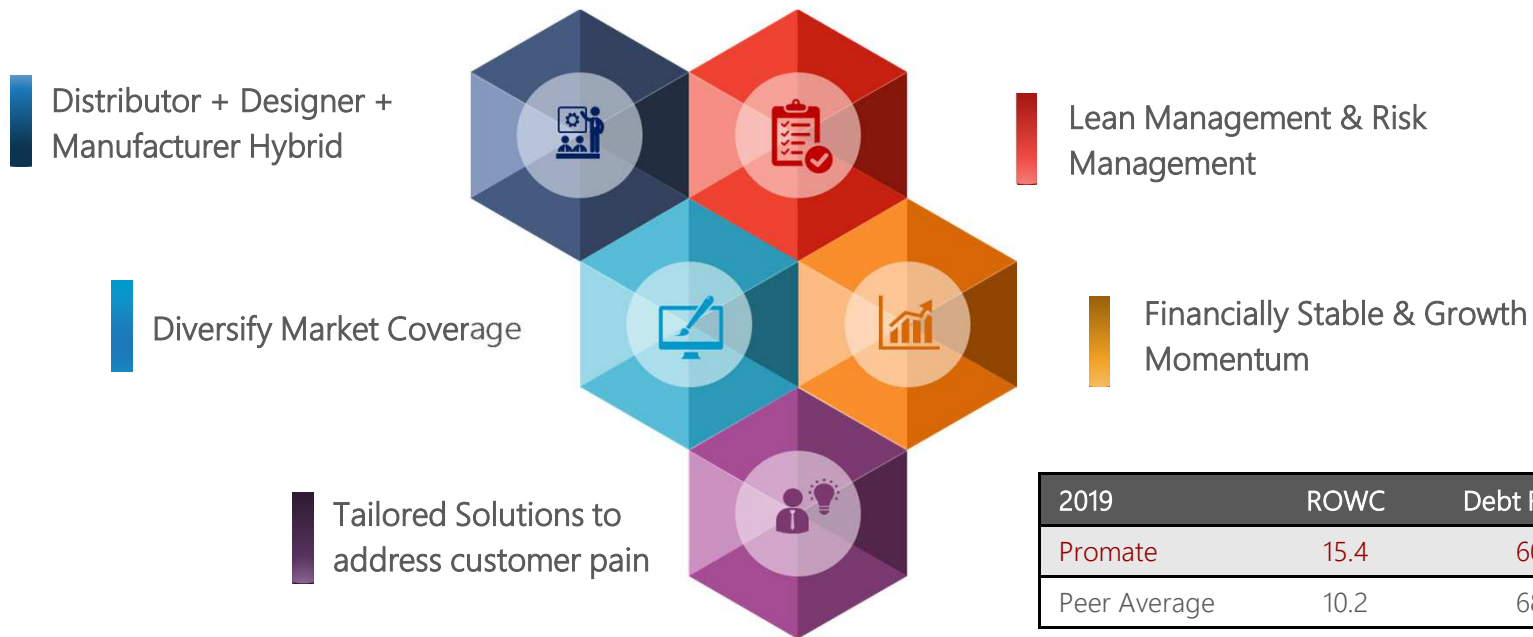 Distributor + Designer +
Manufacturer Hybrid
Lean Management & Risk
Management
Diversify Market Coverage
Financially Stable & Growth
Momentum
Tailored Solutions to
address customer pain
2019 ROWC Debt
Promate 15.4
Peer Average 10.2